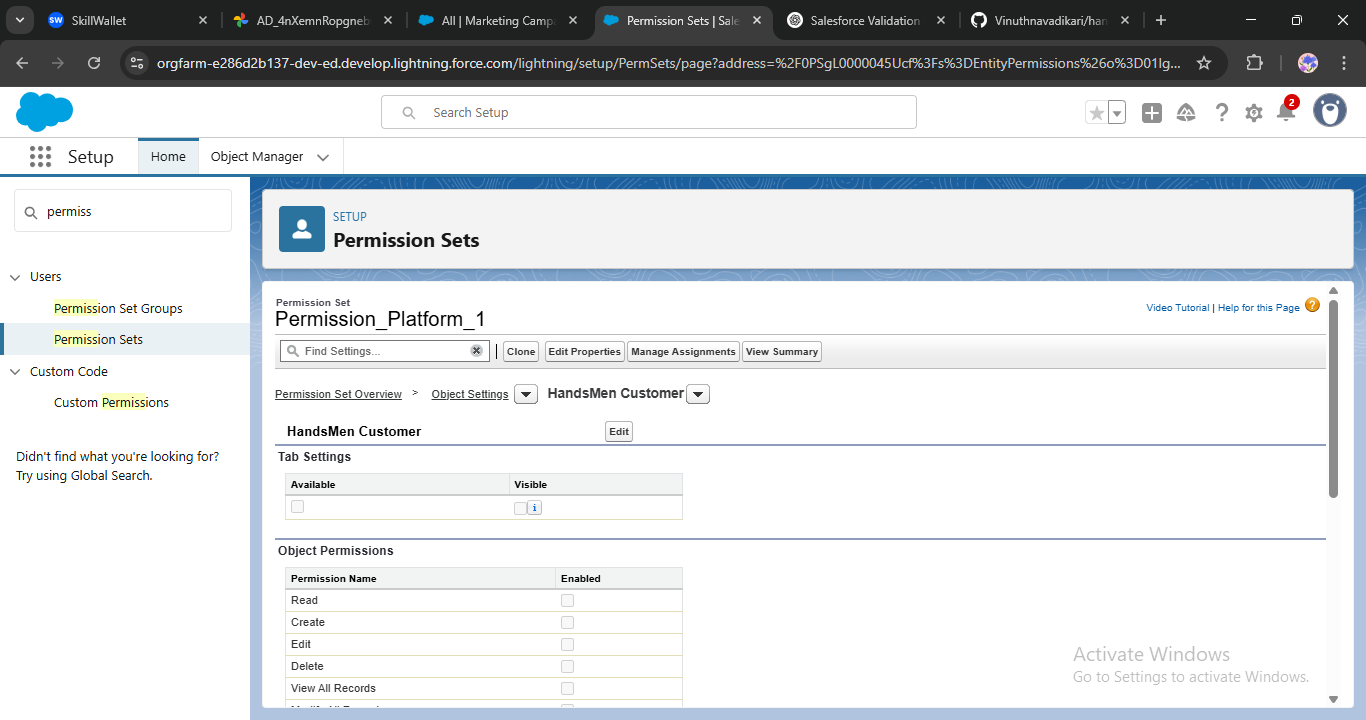 SkillWallet
AD_4nXemnRopgneb
All | Marketing Camp
Permission Sets | Sale
Salesforce Validation
Vinuthnavadikari/han
orgfarm-e286d2b137-dev-ed.develop.lightning.force.com/lightning/setup/PermSets/page?address=%2F0PSgL0000045Ucf%3Fs%3DEntityPermissions%26o%3D01Ig...
Search Setup
2
Setup
Home
Object Manager
permiss
SETUP
Permission Sets
Users
Permission Set Groups
Permission Sets
Custom Code
Custom Permissions
Didn't find what you're looking for?
Try using Global Search.
Permission Set
Permission_Platform_1
Video Tutorial | Help for this Page
Find Settings...
Clone
Edit Properties
Manage Assignments
View Summary
Permission Set Overview > Object Settings HandsMen Customer
HandsMen Customer
Edit
Tab Settings
Available Visible
i
Object Permissions
Permission Name Enabled
Read
Create
Edit
Delete
View All Records
Activate Windows
Go to Settings to activate Windows.